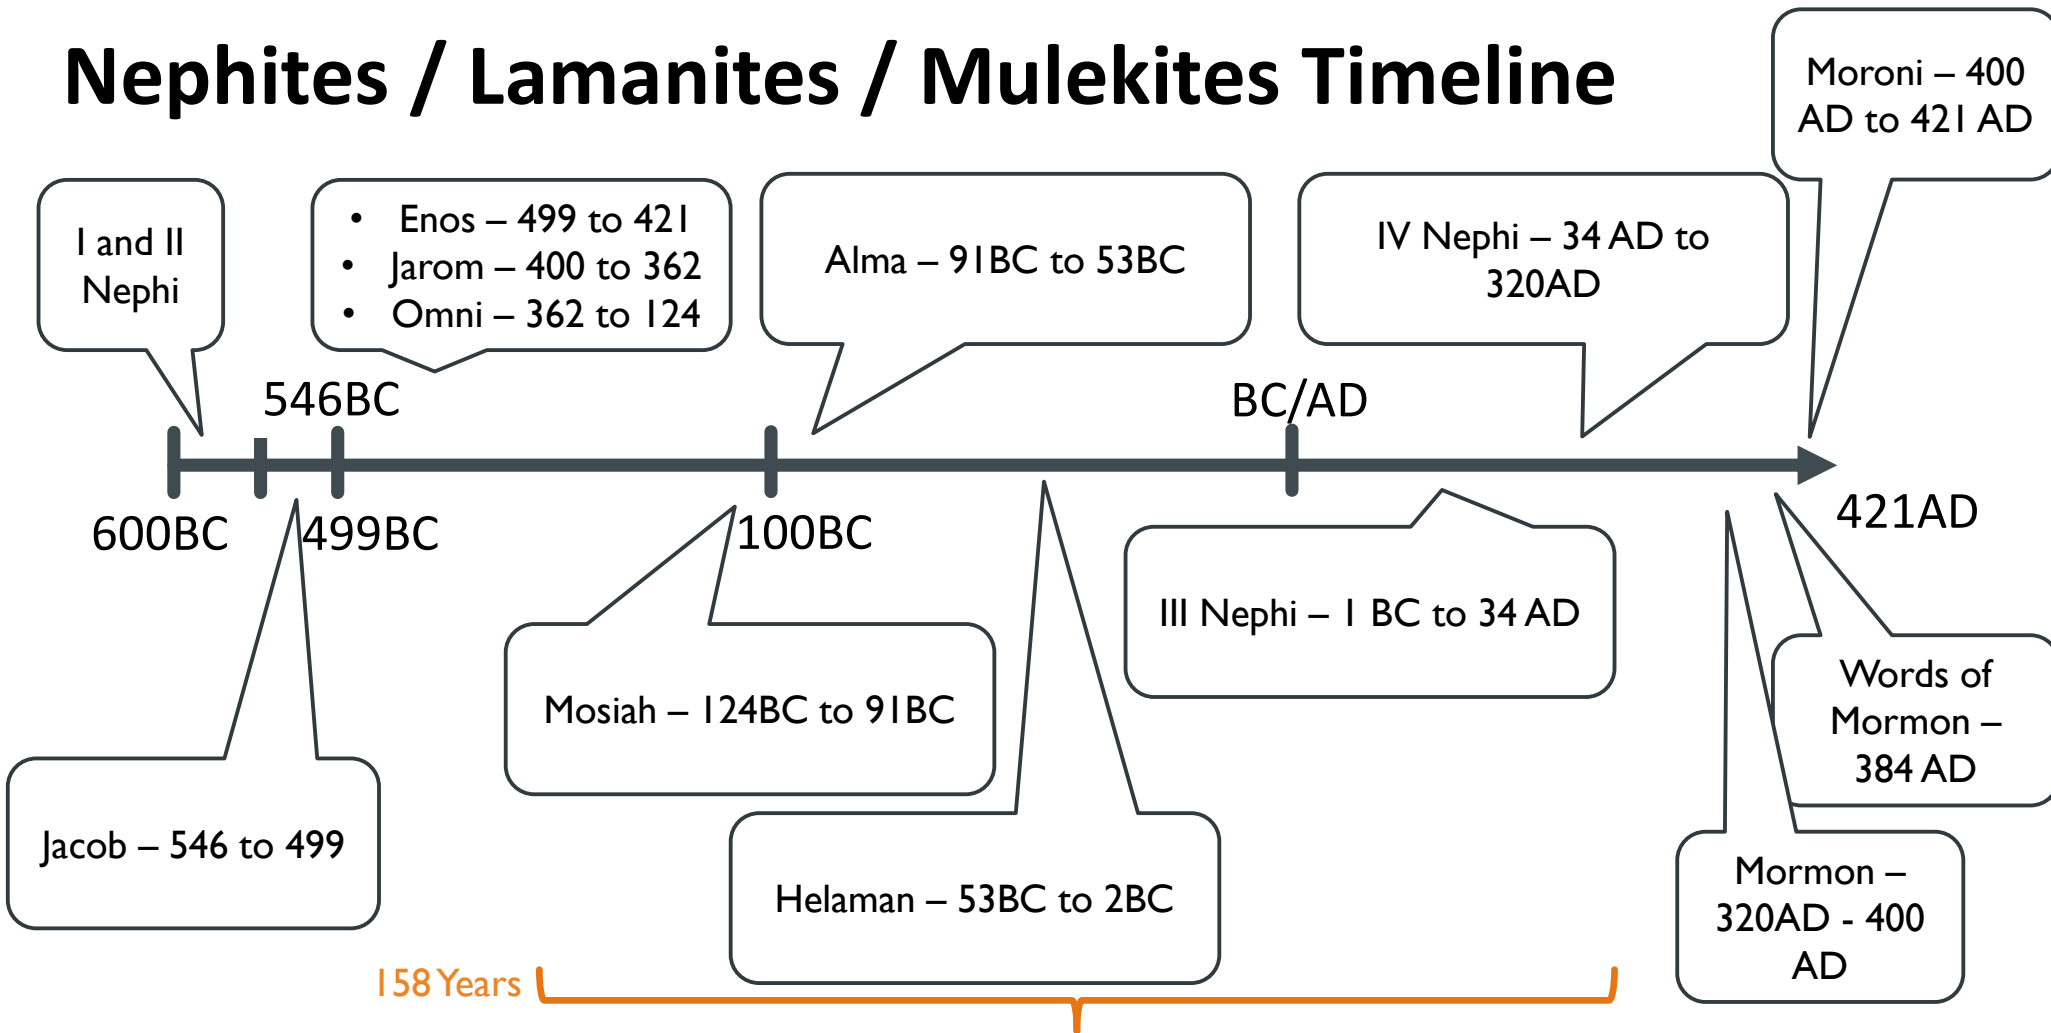 Nephites / Lamanites / Mulekites Timeline
Moroni – 400
AD to 421 AD
I and II
Nephi
• Enos – 499 to 421
• Jarom – 400 to 362
• Omni – 362 to 124
Alma – 91BC to 53BC
IV Nephi – 34 AD to
320AD
546BC
BC/AD
600BC
499BC
100BC
421AD
III Nephi – 1 BC to 34 AD
Mosiah – 124BC to 91BC
Words of
Mormon –
384 AD
Jacob – 546 to 499
Helaman – 53BC to 2BC
Mormon –
320AD - 400
AD
158 Years